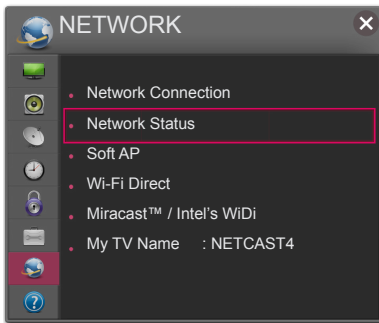 NETWORK
Network Connection
Network Status
Soft AP
Wi-Fi Direct
Miracast™ / Intel's WiDi
My TV Name : NETCAST4
?